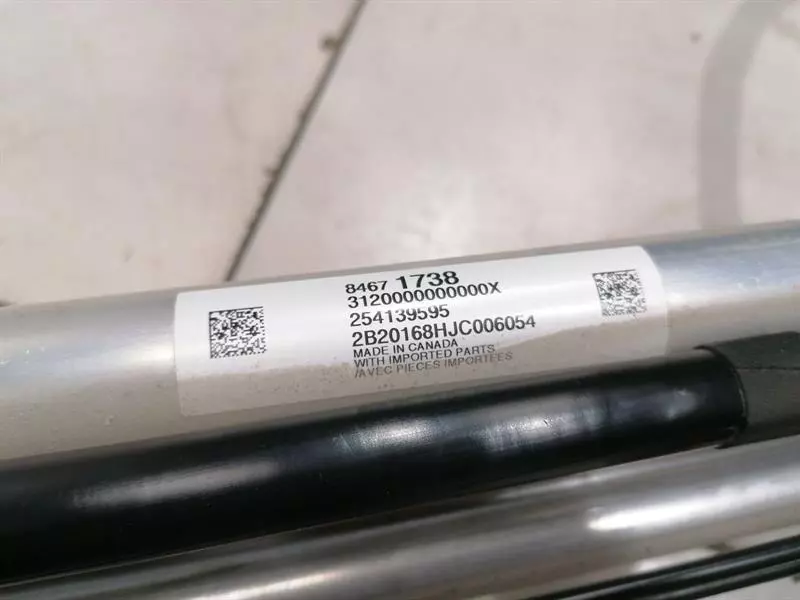 8467 1738
3120000000000X
254139595
2B20168HJC006054
MADE IN CANADA
WITH IMPORTED PARTS
/AVEC PIECES IMPORTEES